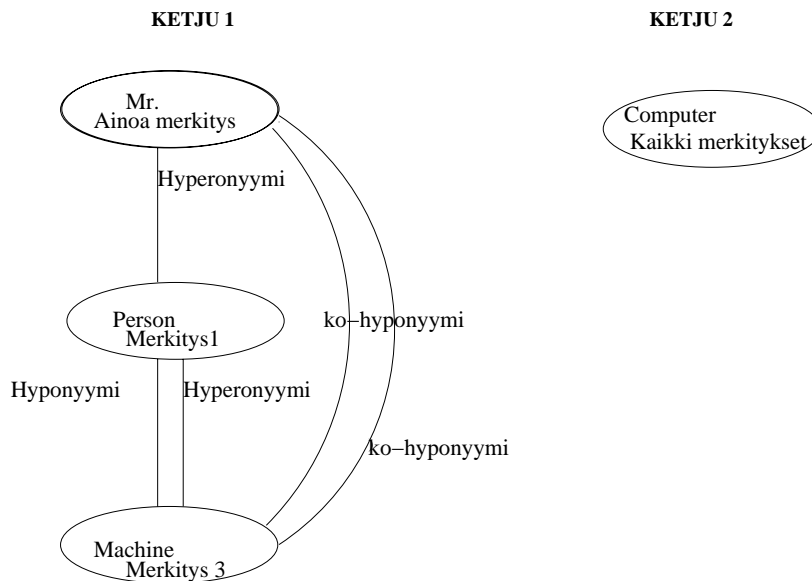 KETJU 1
KETJU 2
Mr.
Ainoa merkitys
Computer
Kaikki merkitykset
Hyperonyymi
Person
Merkitys1
ko−hyponyymi
Hyponyymi
Hyperonyymi
ko−hyponyymi
Machine
Merkitys 3